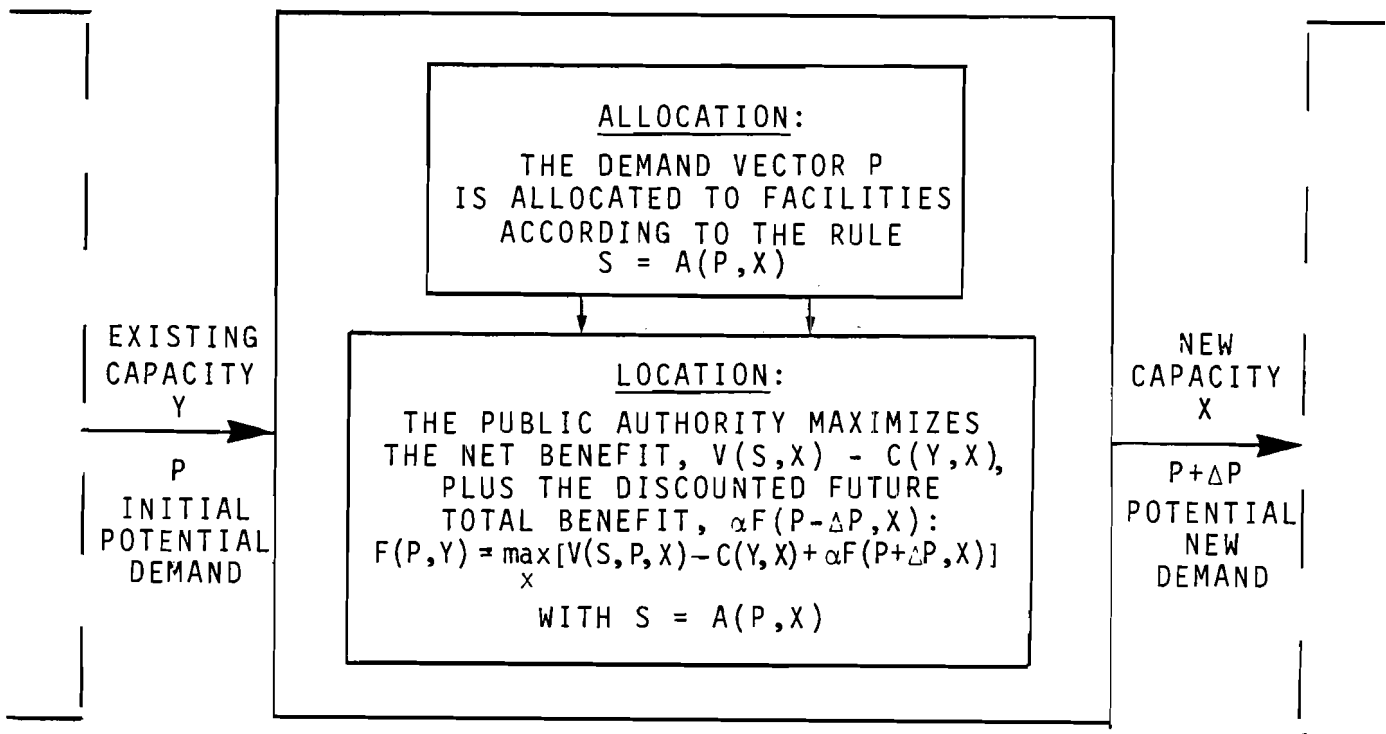 ALLOCATION:
THE DEMAND VECTOR P
IS ALLOCATED TO FACILITIES
ACCORDING TO THE RULE
S = A(P,X)
EXISTING
CAPACITY
Y
P
INITIAL
POTENTIAL
DEMAND
LOCATION:
THE PUBLIC AUTHORITY MAXIMIZES
THE NET BENEFIT, V(S,X) - C(Y,X),
PLUS THE DISCOUNTED FUTURE
TOTAL BENEFIT, αF(P-ΔP,X):
F(P,Y) = max[V(S,P,X)-C(Y,X)+αF(P+ΔP,X)]
X
WITH S = A(P,X)
NEW
CAPACITY
X
P+ΔP
POTENTIAL
NEW
DEMAND